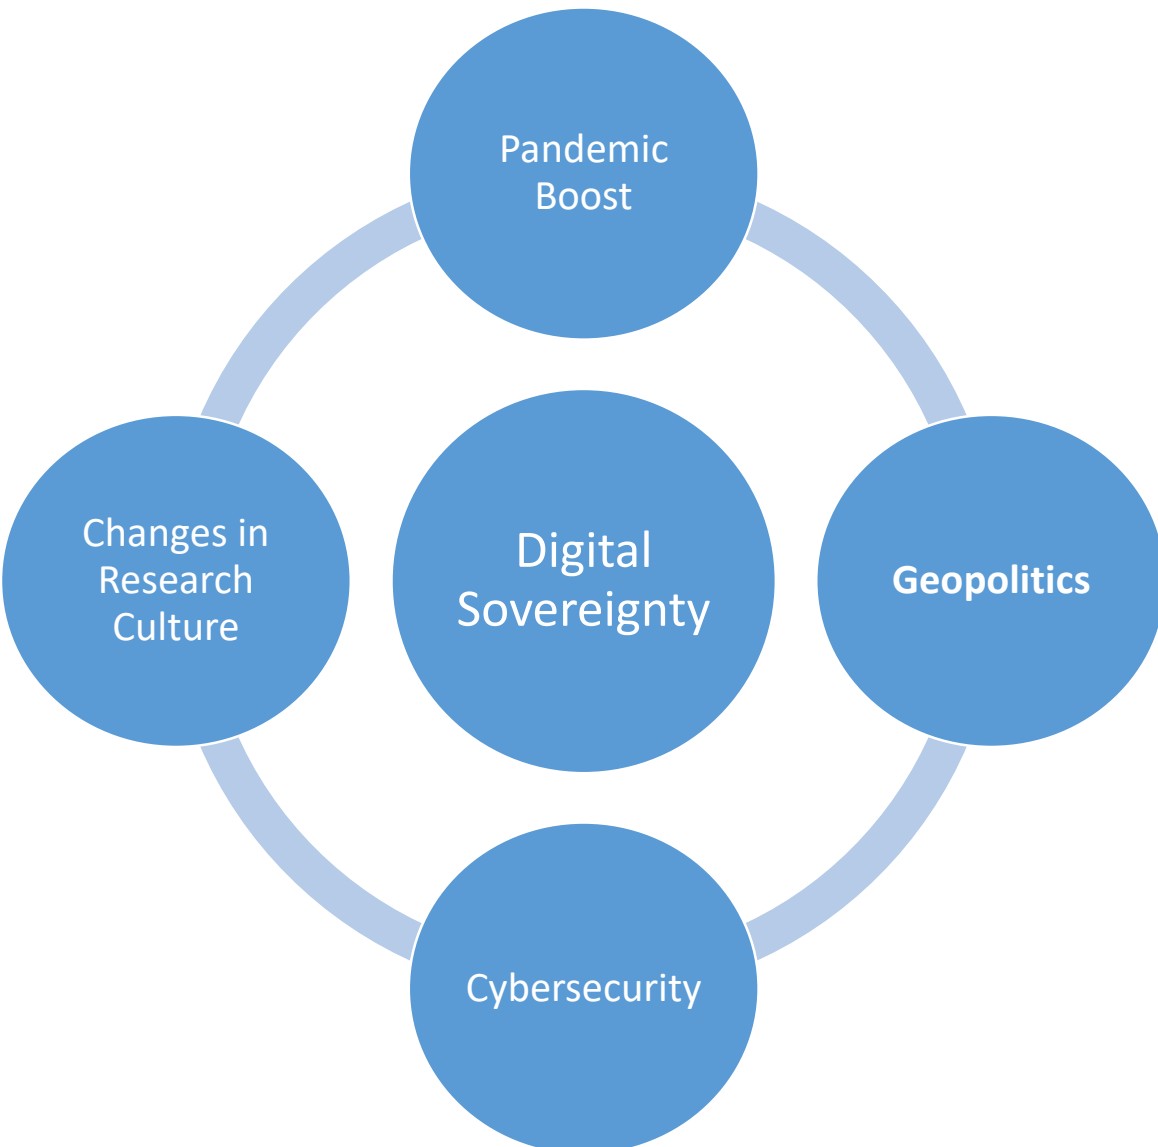 Pandemic
Boost
Changes in
Research
Culture
Digital
Sovereignty
Geopolitics
Cybersecurity